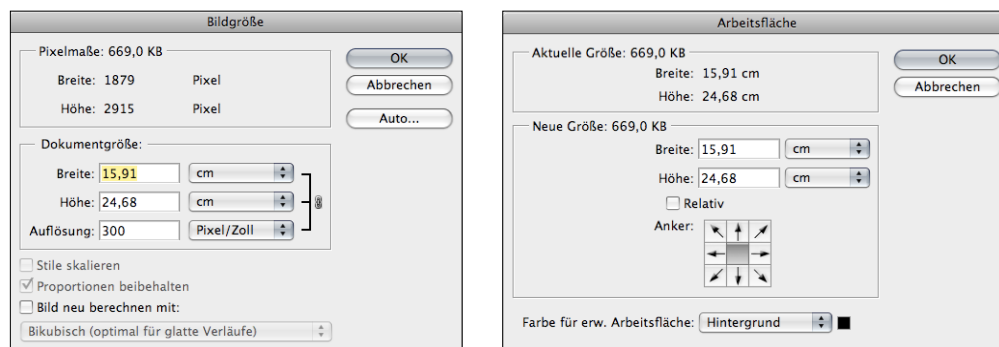 Bildgröße
Pixelmaße: 669,0 KB
Breite: 1879 Pixel
Höhe: 2915 Pixel
OK
Abbrechen
Auto...
Dokumentgröße:
Breite: 15,91 cm
Höhe: 24,68 cm
Auflösung: 300 Pixel/Zoll
Stile skalieren
Proportionen beibehalten
Bild neu berechnen mit:
Bikubisch (optimal für glatte Verläufe)
Arbeitsfläche
Aktuelle Größe: 669,0 KB
Breite: 15,91 cm
Höhe: 24,68 cm
OK
Abbrechen
Neue Größe: 669,0 KB
Breite: 15,91 cm
Höhe: 24,68 cm
Relativ
Anker:
Farbe für erw. Arbeitsfläche: Hintergrund